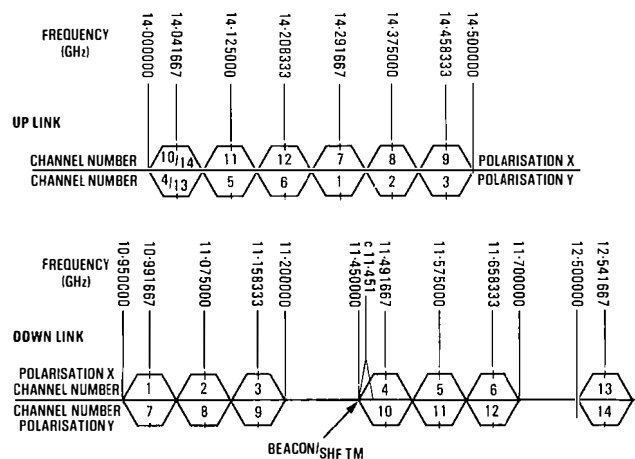 FREQUENCY
(GHz)
14·000000
14·041667
14·125000
14·208333
14·291667
14·375000
14·458333
14·500000
UP LINK
CHANNEL NUMBER 10/14 11 12 7 8 9 POLARISATION X
CHANNEL NUMBER 4/13 5 6 1 2 3 POLARISATION Y
FREQUENCY
(GHz)
10·950000
10·991667
11·075000
11·158333
11·200000
11·450000
c 11·451
11·491667
11·575000
11·658333
11·700000
12·500000
12·541667
DOWN LINK
POLARISATION X
CHANNEL NUMBER 1 2 3 4 5 6 13
CHANNEL NUMBER 7 8 9 10 11 12 14
POLARISATION Y
BEACON/SHF TM